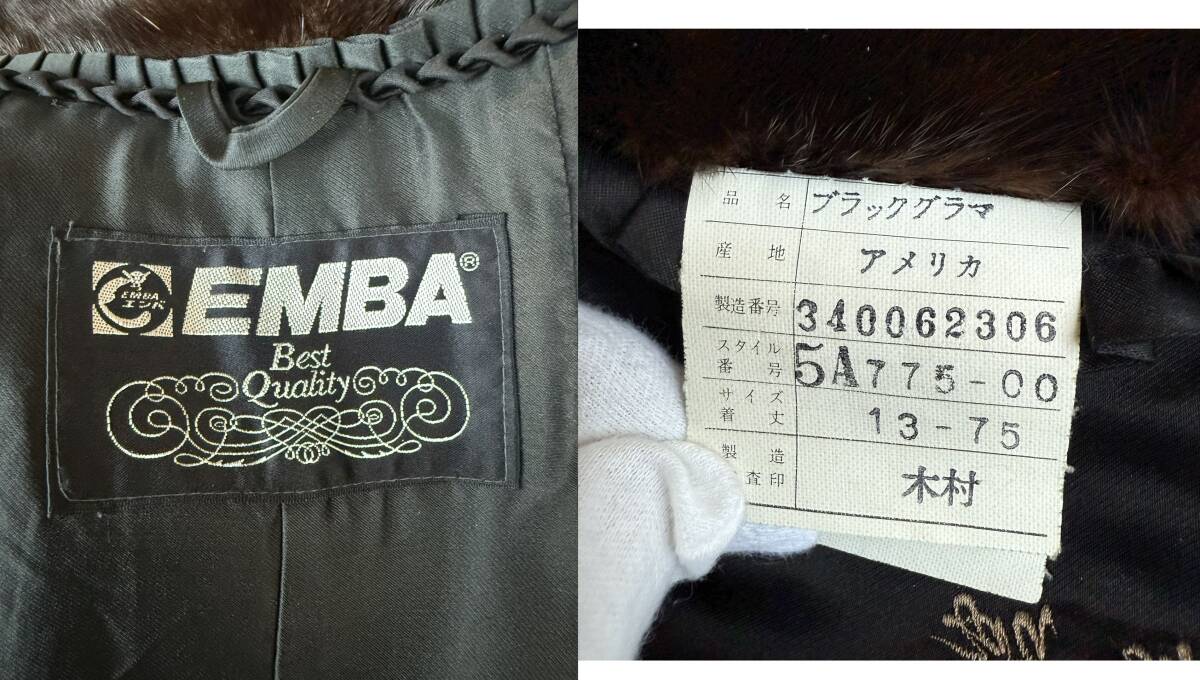 EMBA
エンバ
EMBA®
Best
Quality
品名 ブラックグラマ
産地 アメリカ
製造番号 340062306
スタイル番号 5A775-00
サイズ着丈 13-75
製造
査印 木村